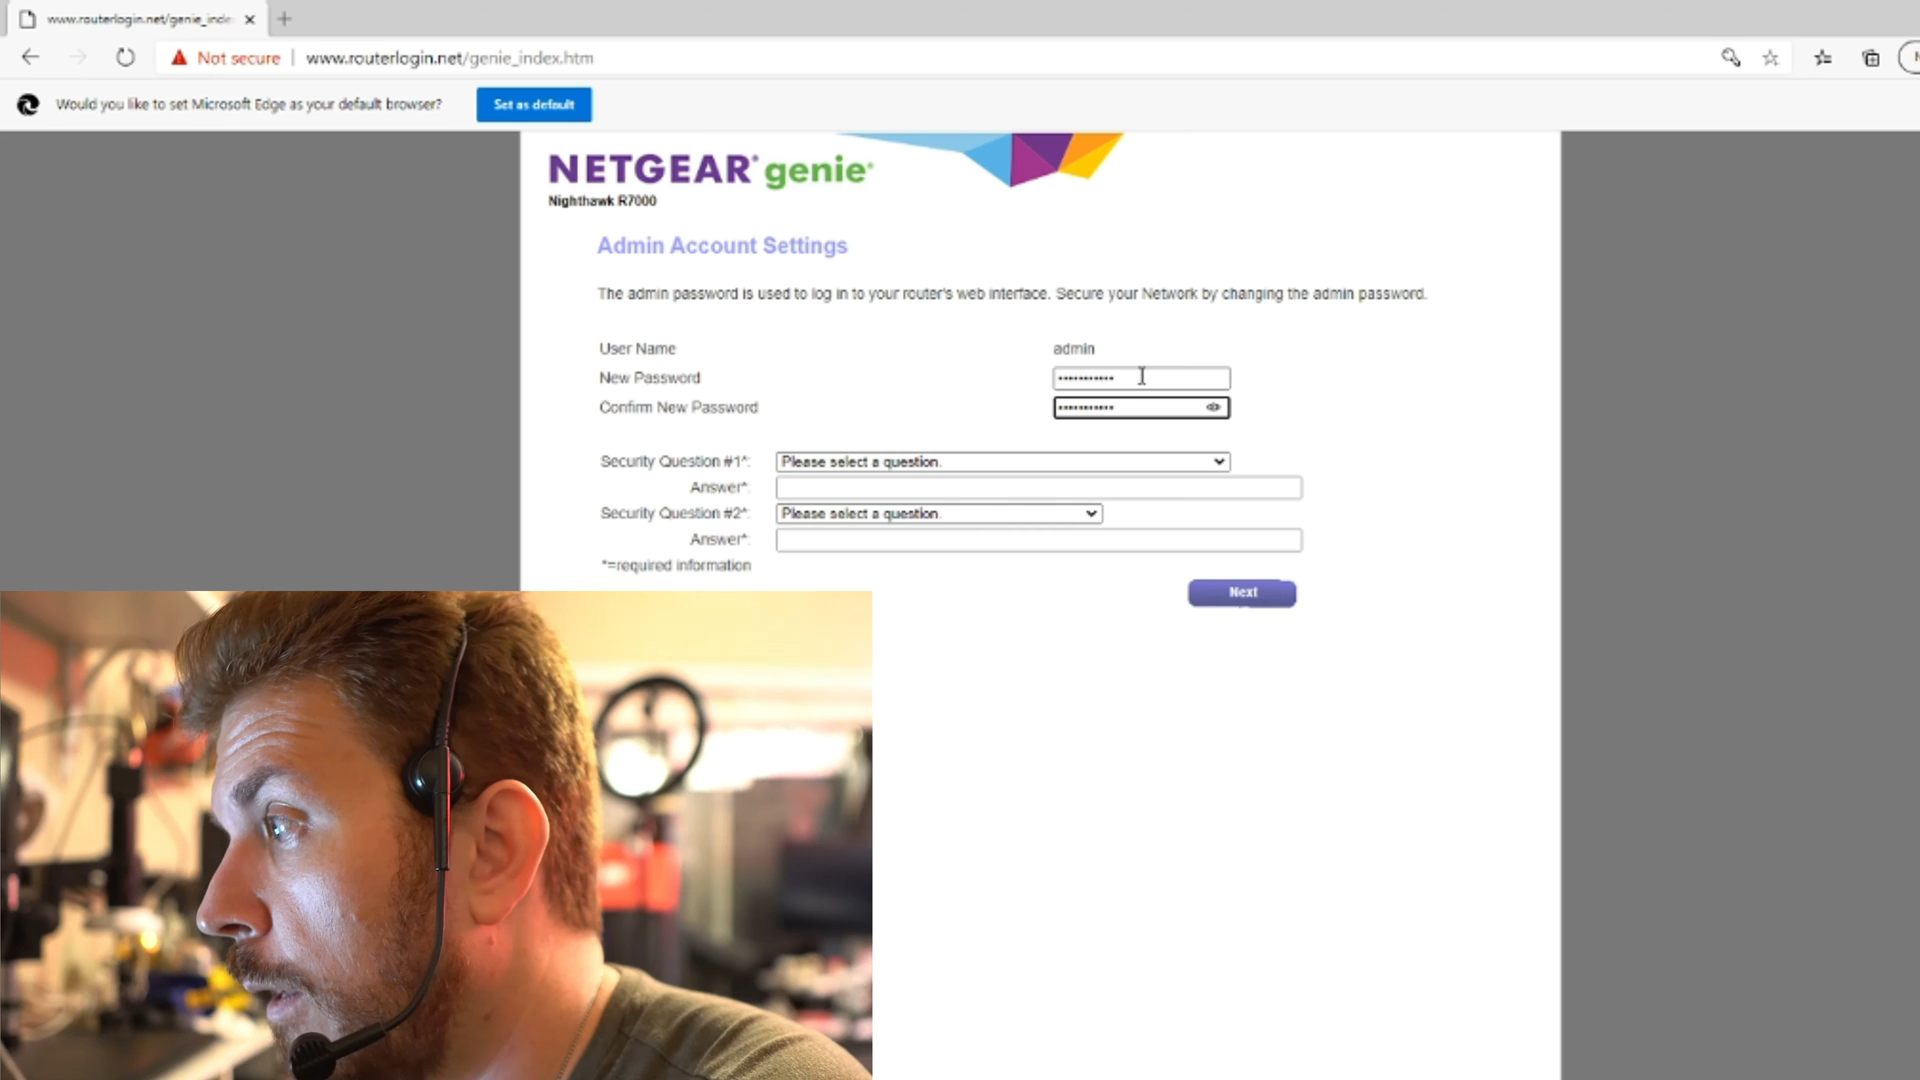 www.routerlogin.net/genie_inde
Not secure www.routerlogin.net/genie_index.htm
Would you like to set Microsoft Edge as your default browser? Set as default
NETGEAR® genie®
Nighthawk R7000
Admin Account Settings
The admin password is used to log in to your router's web interface. Secure your Network by changing the admin password.
User Name admin
New Password ···········
Confirm New Password ···········
Security Question #1*: Please select a question.
Answer*:
Security Question #2*: Please select a question.
Answer*:
*=required information
Next